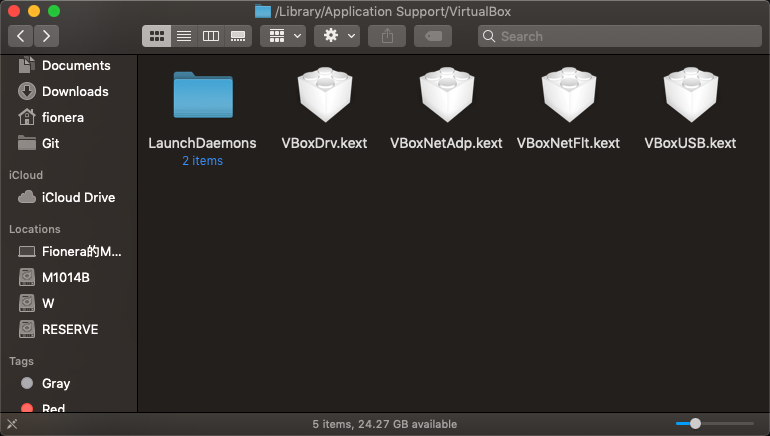 /Library/Application Support/VirtualBox
Search
Documents
Downloads
fionera
Git
iCloud
iCloud Drive
Locations
Fionera的M...
M1014B
W
RESERVE
Tags
Gray
Red
LaunchDaemons
2 items
VBoxDrv.kext
VBoxNetAdp.kext
VBoxNetFlt.kext
VBoxUSB.kext
5 items, 24.27 GB available